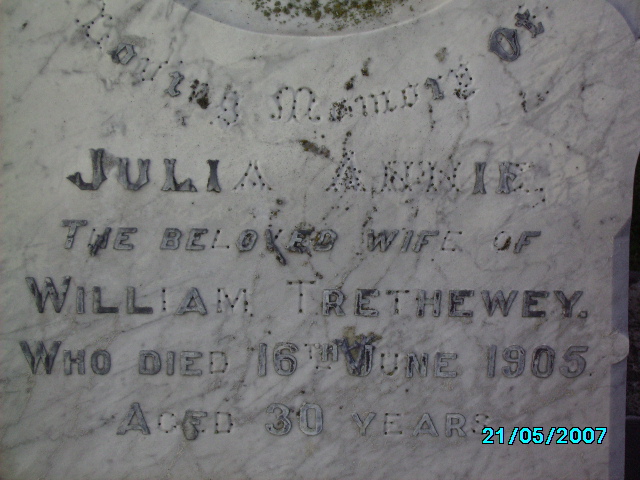 Loving Memory Of
JULIA ANNIE,
THE BELOVED WIFE OF
WILLIAM TRETHEWEY.
WHO DIED 16TH JUNE 1905.
AGED 30 YEARS
21/05/2007